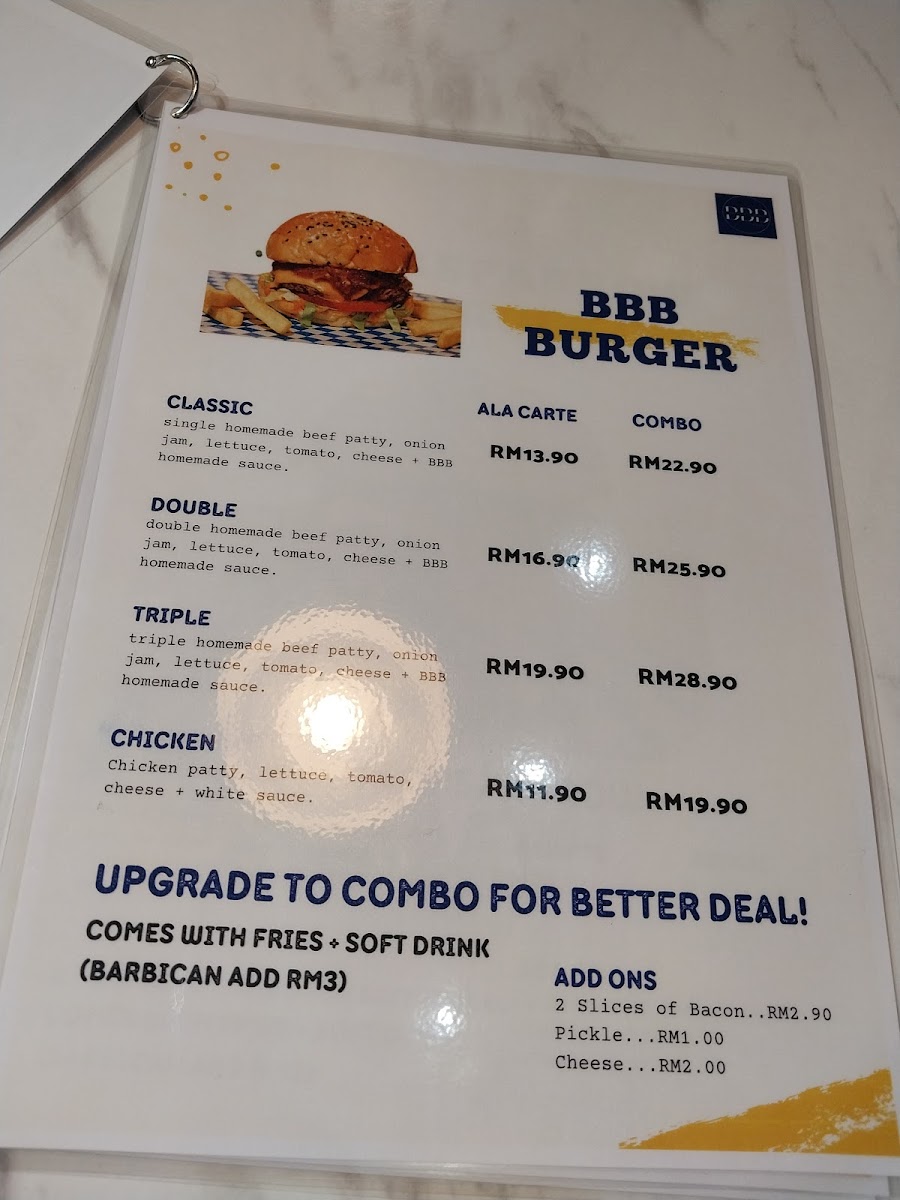 BBB
BBB
BURGER
ALA CARTE COMBO
CLASSIC
single homemade beef patty, onion
jam, lettuce, tomato, cheese + BBB
homemade sauce.
RM13.90 RM22.90
DOUBLE
double homemade beef patty, onion
jam, lettuce, tomato, cheese + BBB
homemade sauce.
RM16.90 RM25.90
TRIPLE
triple homemade beef patty, onion
jam, lettuce, tomato, cheese + BBB
homemade sauce.
RM19.90 RM28.90
CHICKEN
Chicken patty, lettuce, tomato,
cheese + white sauce.
RM11.90 RM19.90
UPGRADE TO COMBO FOR BETTER DEAL!
COMES WITH FRIES + SOFT DRINK
(BARBICAN ADD RM3)
ADD ONS
2 Slices of Bacon..RM2.90
Pickle...RM1.00
Cheese...RM2.00